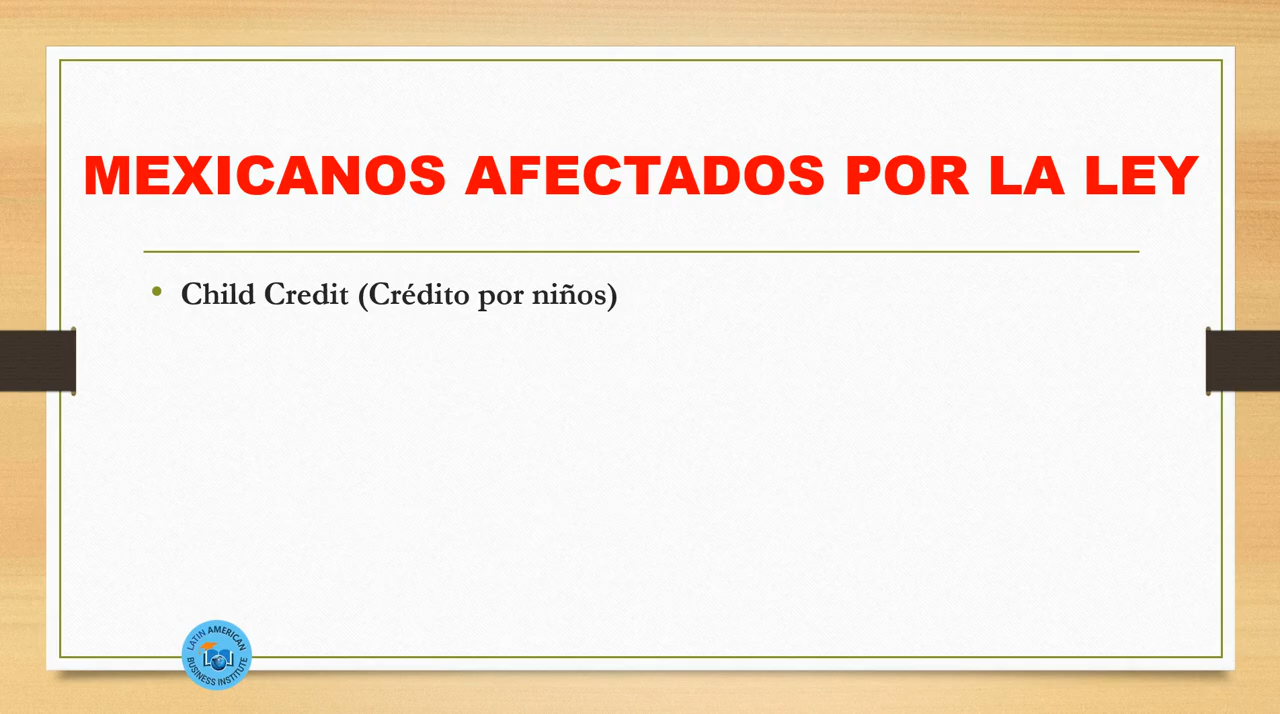 MEXICANOS AFECTADOS POR LA LEY
• Child Credit (Crédito por niños)
LATIN AMERICAN
BUSINESS INSTITUTE